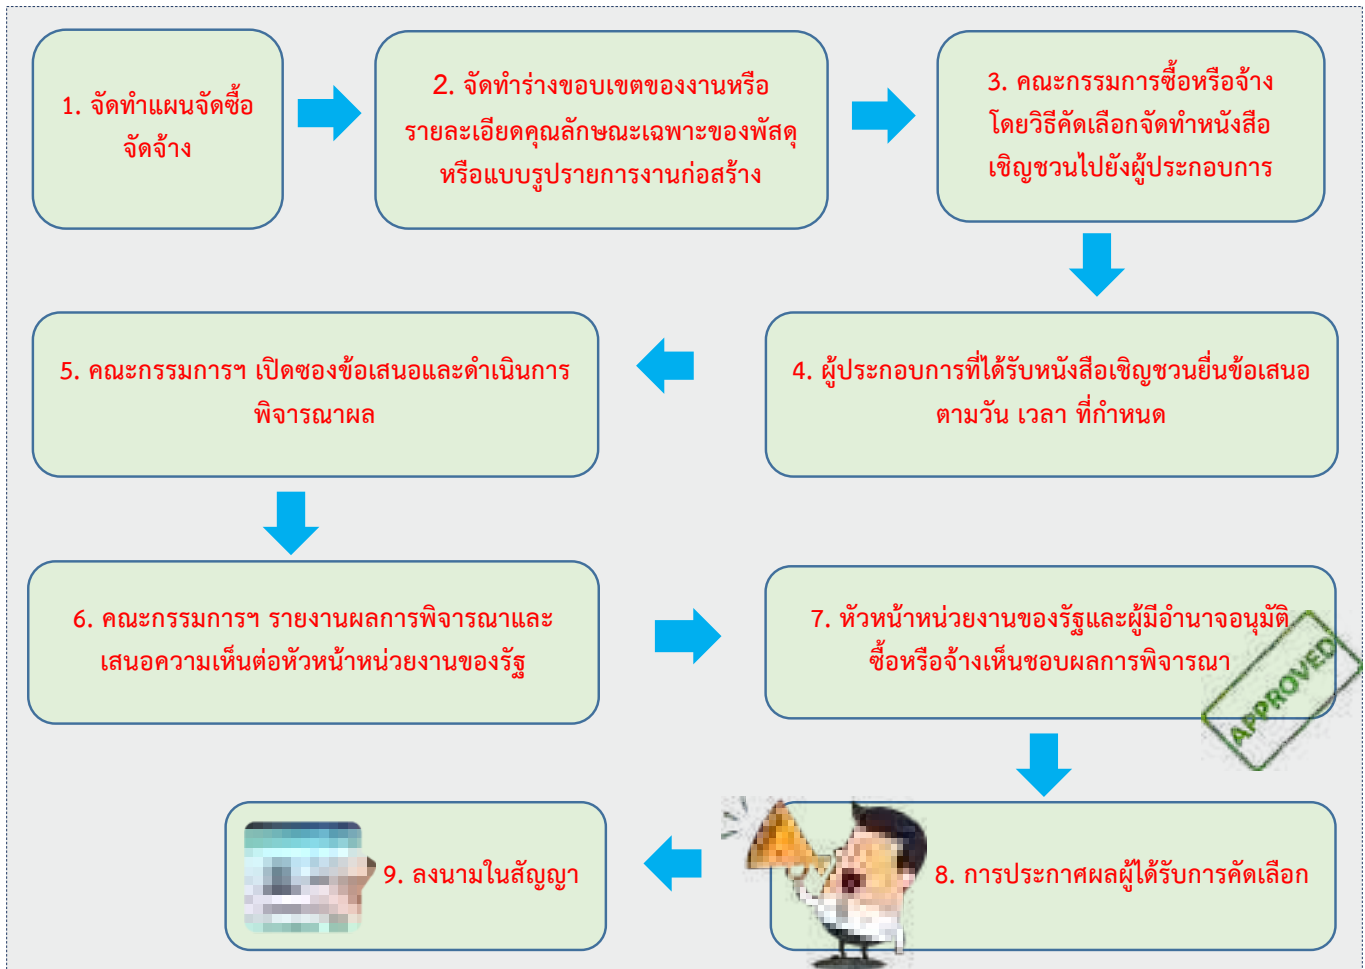 1. จัดทำแผนจัดซื้อ
จัดจ้าง
2. จัดทำร่างขอบเขตของงานหรือ
รายละเอียดคุณลักษณะเฉพาะของพัสดุ
หรือแบบรูปรายการงานก่อสร้าง
3. คณะกรรมการซื้อหรือจ้าง
โดยวิธีคัดเลือกจัดทำหนังสือ
เชิญชวนไปยังผู้ประกอบการ
4. ผู้ประกอบการที่ได้รับหนังสือเชิญชวนยื่นข้อเสนอ
ตามวัน เวลา ที่กำหนด
5. คณะกรรมการฯ เปิดซองข้อเสนอและดำเนินการ
พิจารณาผล
6. คณะกรรมการฯ รายงานผลการพิจารณาและ
เสนอความเห็นต่อหัวหน้าหน่วยงานของรัฐ
7. หัวหน้าหน่วยงานของรัฐและผู้มีอำนาจอนุมัติ
ซื้อหรือจ้างเห็นชอบผลการพิจารณา
APPROVED
8. การประกาศผลผู้ได้รับการคัดเลือก
9. ลงนามในสัญญา